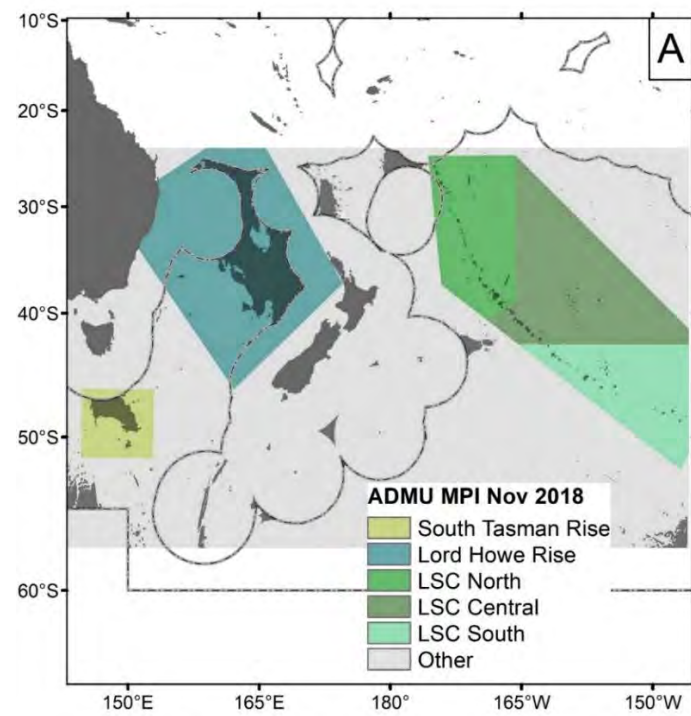 10°S
A
20°S
30°S
40°S
50°S
ADMU MPI Nov 2018
South Tasman Rise
Lord Howe Rise
LSC North
60°S
LSC Central
LSC South
Other
150°E 165°E 180° 165°W 150°W